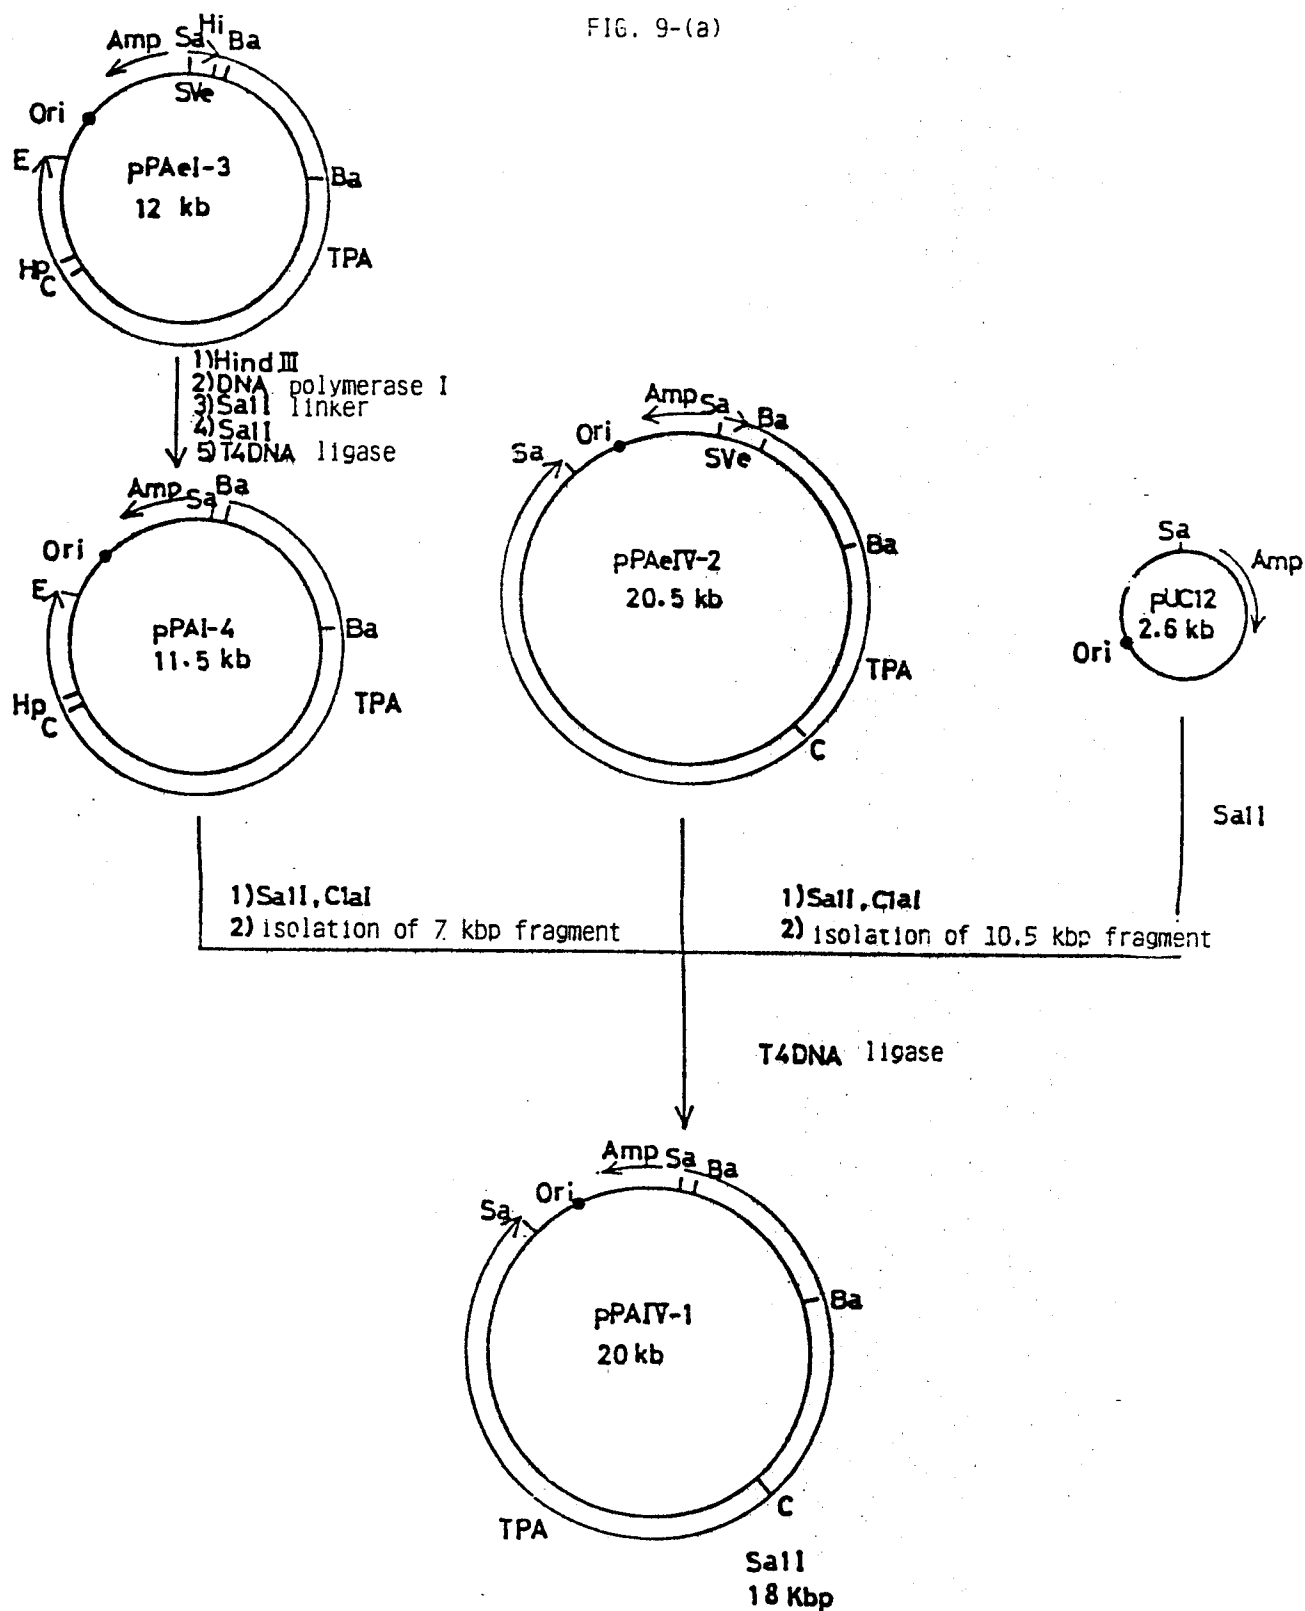 FIG. 9-(a)
Amp Sa Hi Ba
SVe
Ori
E
pPAeI-3
12 kb
Ba
TPA
Hp
C
1)Hind III
2)DNA polymerase I
3)SalI linker
4)SalI
5)T4DNA ligase
Amp Sa Ba
Ori
E
pPAI-4
11.5 kb
Ba
TPA
Hp
C
Amp Sa Ba
Ori
SVe
Sa
pPAeIV-2
20.5 kb
Ba
TPA
C
Sa
Amp
pUC12
2.6 kb
Ori
SalI
1)SalI,ClaI
2)isolation of 7 kbp fragment
1)SalI,ClaI
2)isolation of 10.5 kbp fragment
T4DNA ligase
Amp Sa Ba
Ori
Sa
pPAIV-1
20 kb
Ba
C
TPA
SalI
18 Kbp